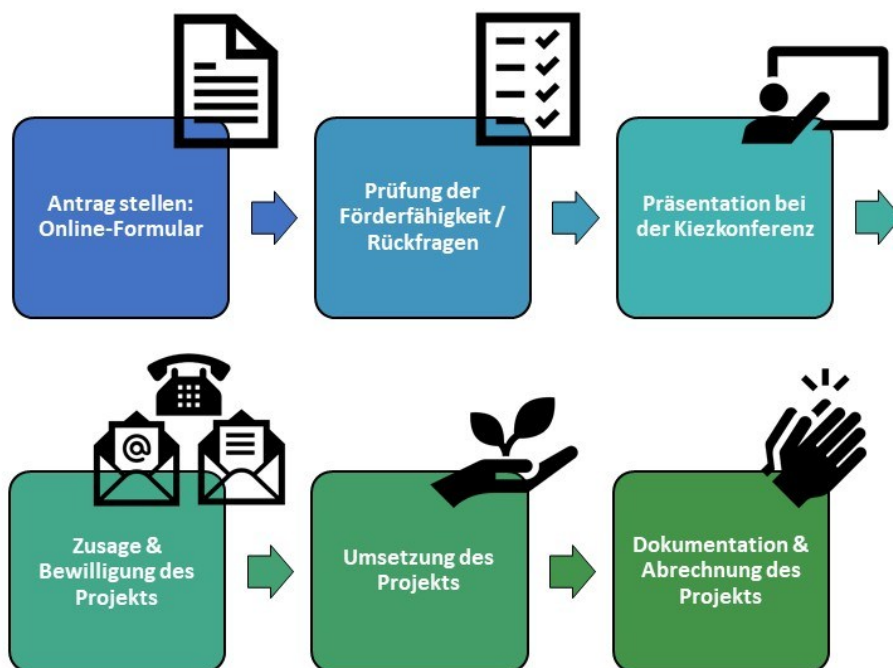 Antrag stellen:
Online-Formular
Prüfung der
Förderfähigkeit /
Rückfragen
Präsentation bei
der Kiezkonferenz
@
Zusage &
Bewilligung des
Projekts
Umsetzung des
Projekts
Dokumentation &
Abrechnung des
Projekts